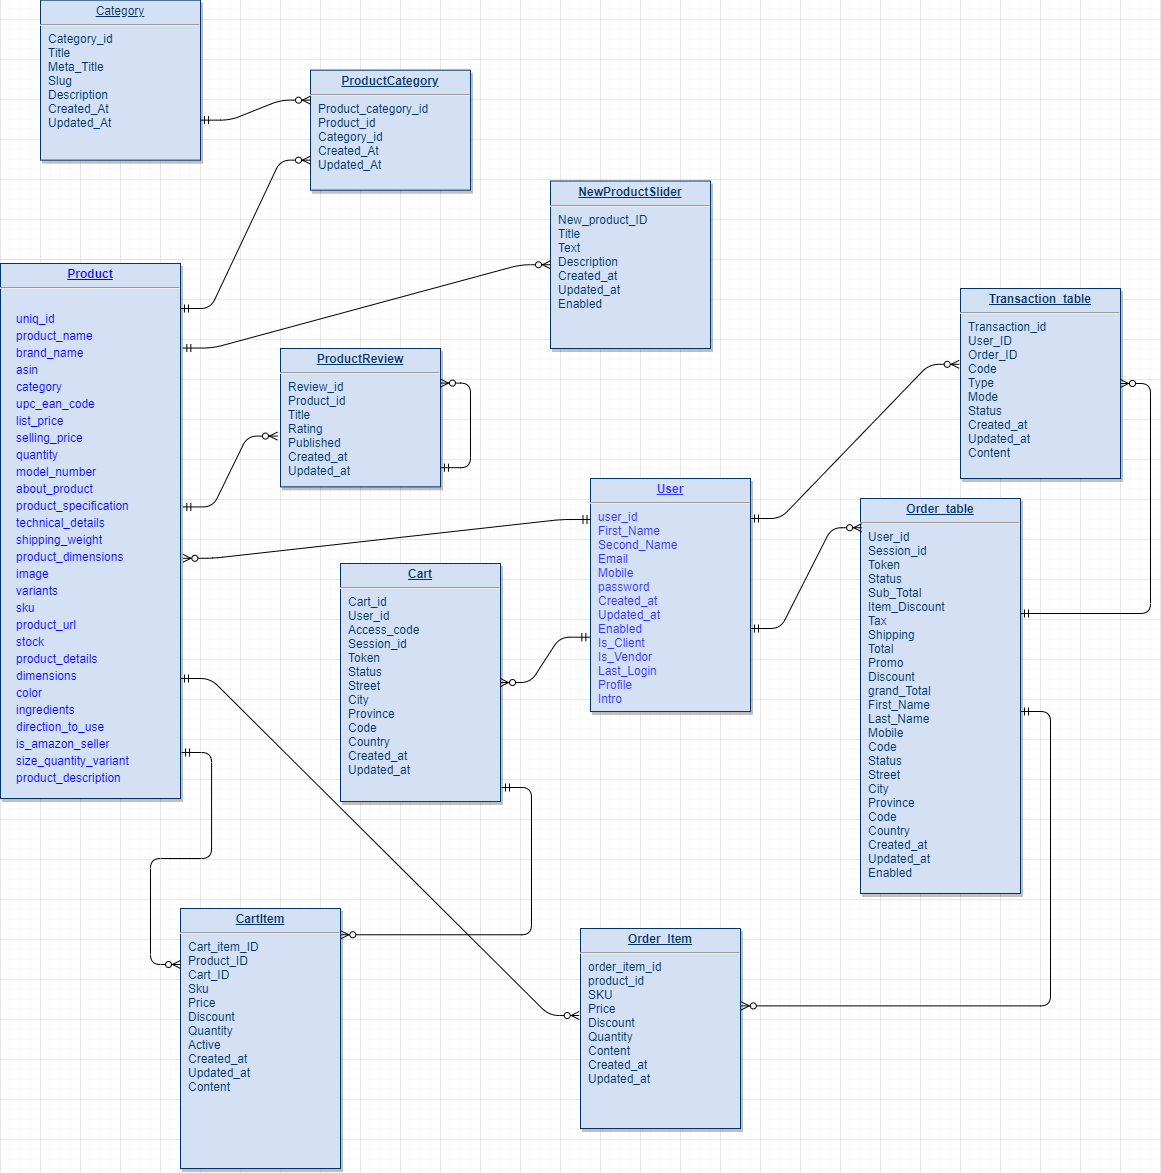 Category
Category_id
Title
Meta_Title
Slug
Description
Created_At
Updated_At
ProductCategory
Product_category_id
Product_id
Category_id
Created_At
Updated_At
NewProductSlider
New_product_ID
Title
Text
Description
Created_at
Updated_at
Enabled
Product
uniq_id
product_name
brand_name
asin
category
upc_ean_code
list_price
selling_price
quantity
model_number
about_product
product_specification
technical_details
shipping_weight
product_dimensions
image
variants
sku
product_url
stock
product_details
dimensions
color
ingredients
direction_to_use
is_amazon_seller
size_quantity_variant
product_description
ProductReview
Review_id
Product_id
Title
Rating
Published
Created_at
Updated_at
Transaction_table
Transaction_id
User_ID
Order_ID
Code
Type
Mode
Status
Created_at
Updated_at
Content
User
user_id
First_Name
Second_Name
Email
Mobile
password
Created_at
Updated_at
Enabled
Is_Client
Is_Vendor
Last_Login
Profile
Intro
Order_table
User_id
Session_id
Token
Status
Sub_Total
Item_Discount
Tax
Shipping
Total
Promo
Discount
grand_Total
First_Name
Last_Name
Mobile
Code
Status
Street
City
Province
Code
Country
Created_at
Updated_at
Enabled
Cart
Cart_id
User_id
Access_code
Session_id
Token
Status
Street
City
Province
Code
Country
Created_at
Updated_at
CartItem
Cart_item_ID
Product_ID
Cart_ID
Sku
Price
Discount
Quantity
Active
Created_at
Updated_at
Content
Order_Item
order_item_id
product_id
SKU
Price
Discount
Quantity
Content
Created_at
Updated_at